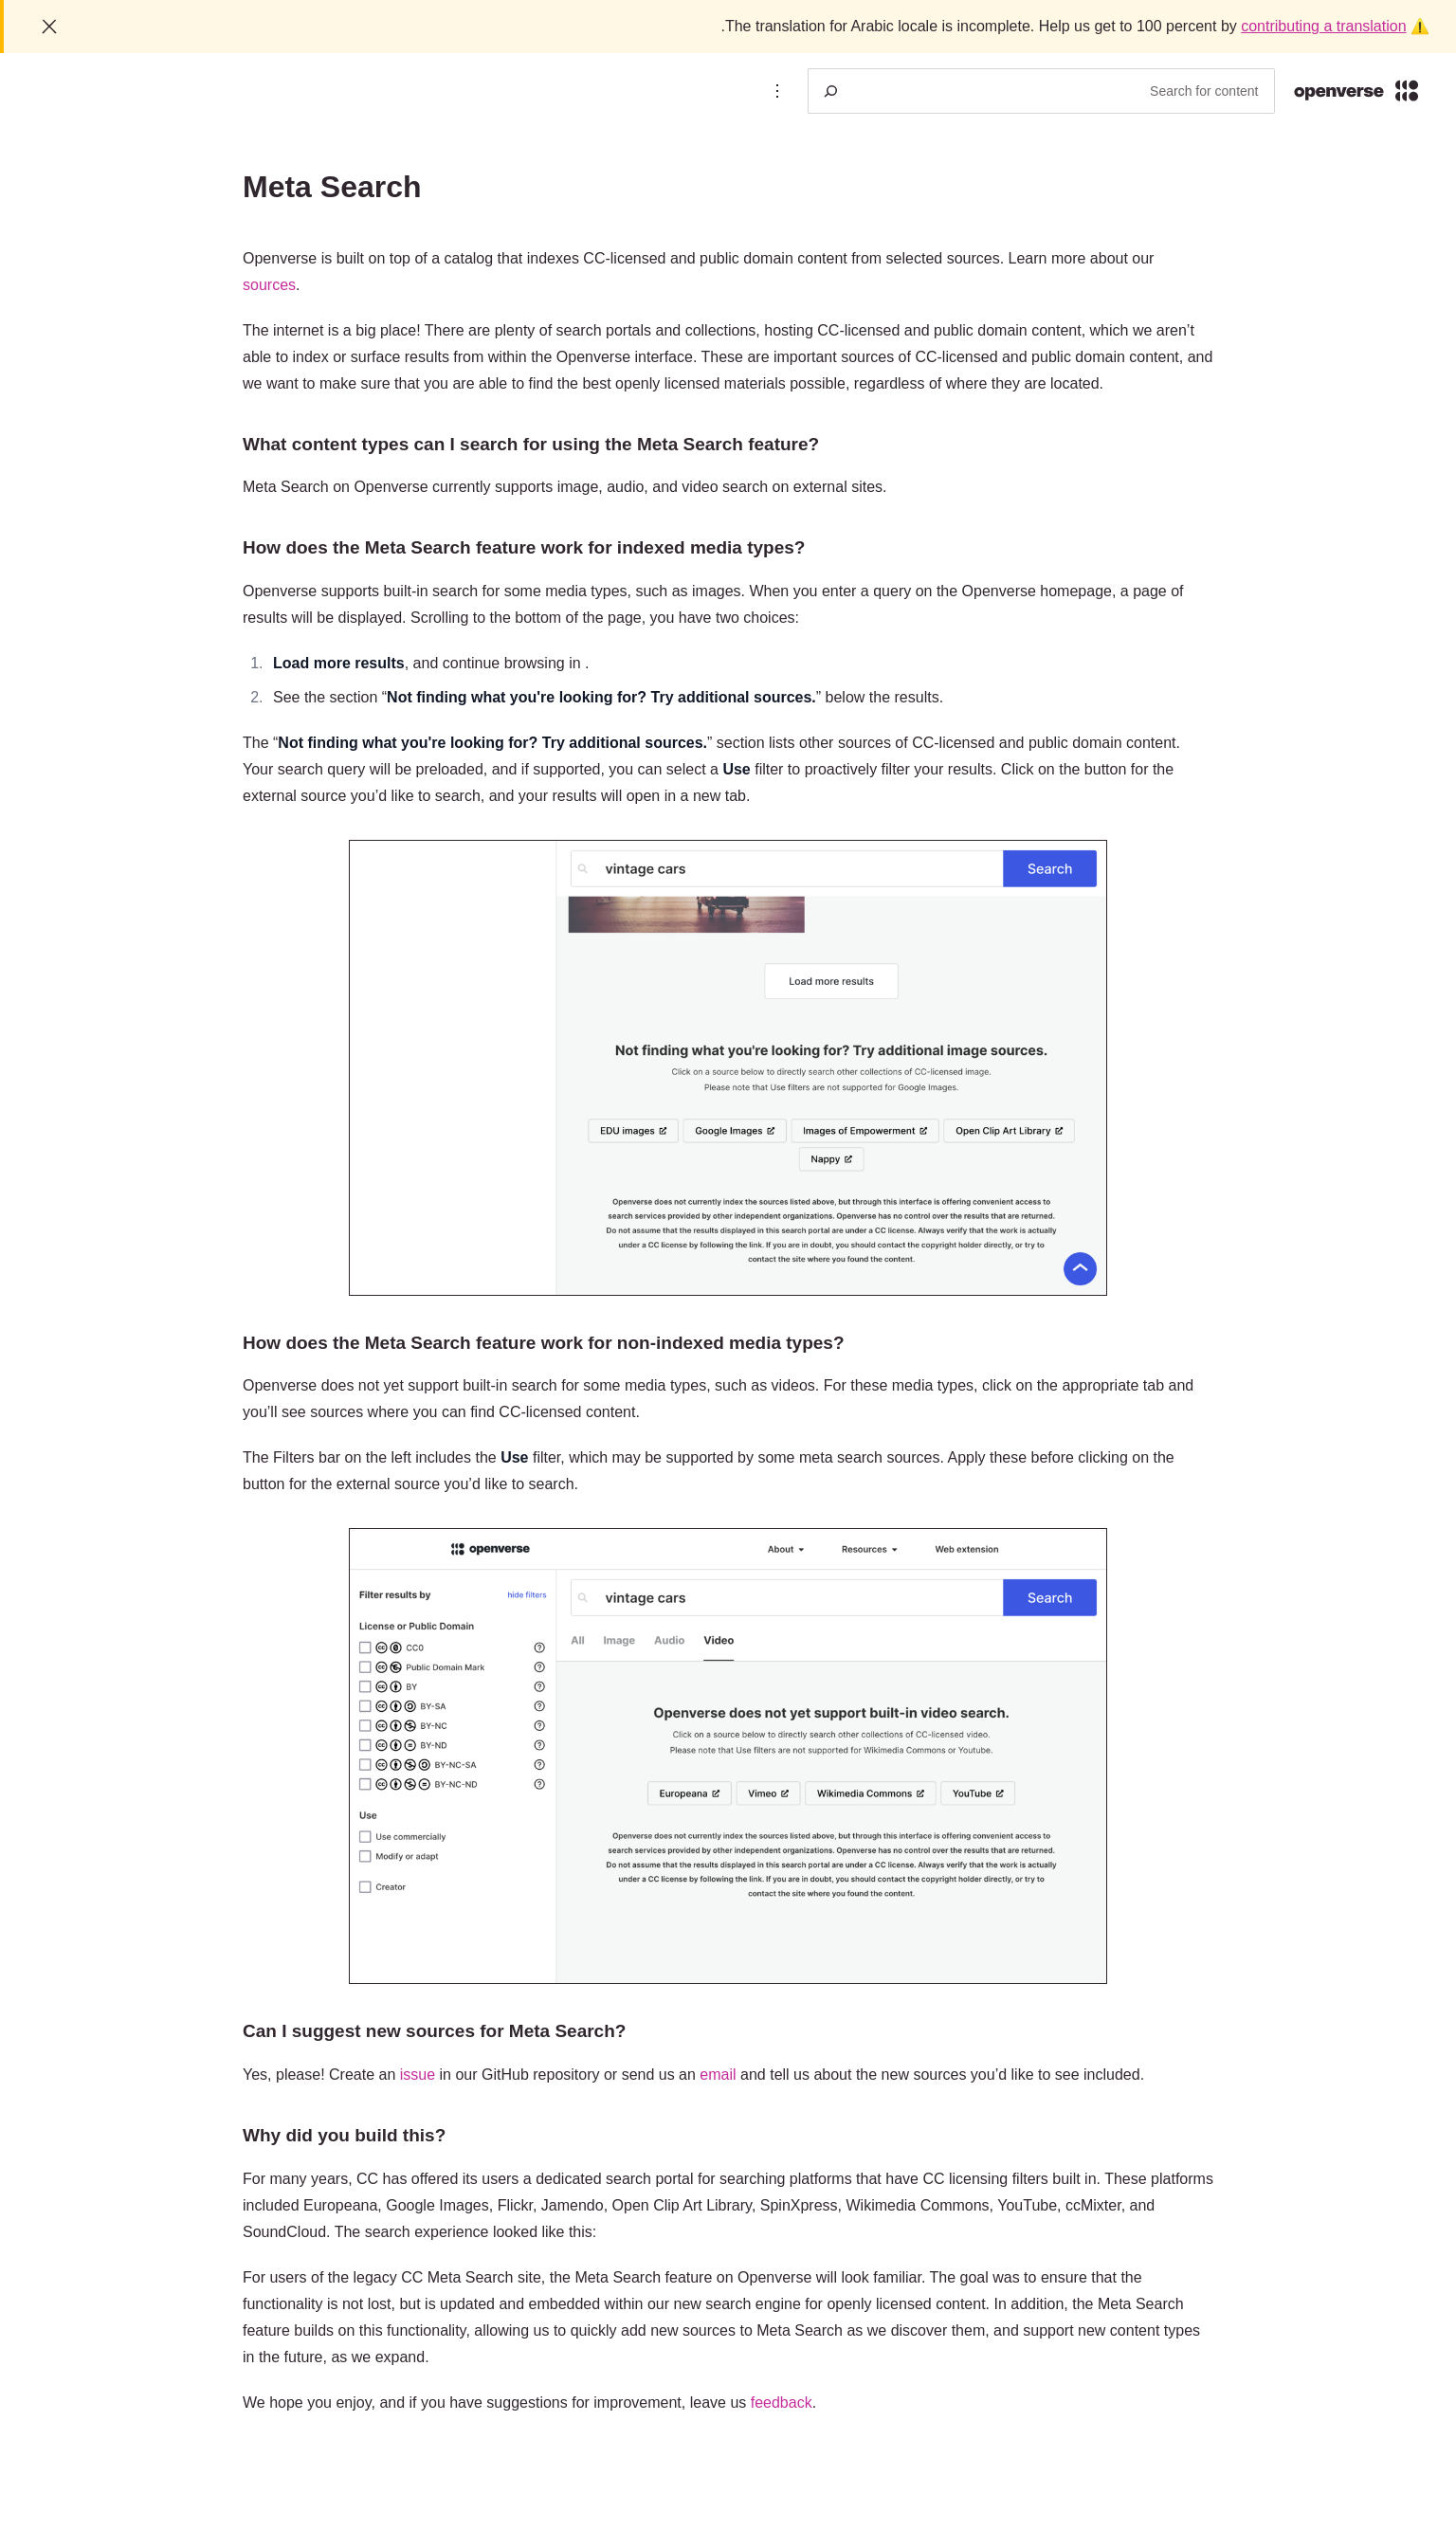 The translation for Arabic locale is incomplete. Help us get to 100 percent by contributing a translation.
openverse
Search for content
Meta Search
Openverse is built on top of a catalog that indexes CC-licensed and public domain content from selected sources. Learn more about our
sources.
The internet is a big place! There are plenty of search portals and collections, hosting CC-licensed and public domain content, which we aren’t
able to index or surface results from within the Openverse interface. These are important sources of CC-licensed and public domain content, and
we want to make sure that you are able to find the best openly licensed materials possible, regardless of where they are located.
What content types can I search for using the Meta Search feature?
Meta Search on Openverse currently supports image, audio, and video search on external sites.
How does the Meta Search feature work for indexed media types?
Openverse supports built-in search for some media types, such as images. When you enter a query on the Openverse homepage, a page of
results will be displayed. Scrolling to the bottom of the page, you have two choices:
1. Load more results, and continue browsing in .
2. See the section “Not finding what you're looking for? Try additional sources.” below the results.
The “Not finding what you're looking for? Try additional sources.” section lists other sources of CC-licensed and public domain content.
Your search query will be preloaded, and if supported, you can select a Use filter to proactively filter your results. Click on the button for the
external source you’d like to search, and your results will open in a new tab.
vintage cars
Search
Load more results
Not finding what you're looking for? Try additional image sources.
Click on a source below to directly search other collections of CC-licensed image.
Please note that Use filters are not supported for Google Images.
EDU images
Google Images
Images of Empowerment
Open Clip Art Library
Nappy
Openverse does not currently index the sources listed above, but through this interface is offering convenient access to
search services provided by other independent organizations. Openverse has no control over the results that are returned.
Do not assume that the results displayed in this search portal are under a CC license. Always verify that the work is actually
under a CC license by following the link. If you are in doubt, you should contact the copyright holder directly, or try to
contact the site where you found the content.
How does the Meta Search feature work for non-indexed media types?
Openverse does not yet support built-in search for some media types, such as videos. For these media types, click on the appropriate tab and
you’ll see sources where you can find CC-licensed content.
The Filters bar on the left includes the Use filter, which may be supported by some meta search sources. Apply these before clicking on the
button for the external source you’d like to search.
openverse
About
Resources
Web extension
Filter results by
hide filters
License or Public Domain
CC0
Public Domain Mark
BY
BY-SA
BY-NC
BY-ND
BY-NC-SA
BY-NC-ND
Use
Use commercially
Modify or adapt
Creator
vintage cars
Search
All
Image
Audio
Video
Openverse does not yet support built-in video search.
Click on a source below to directly search other collections of CC-licensed video.
Please note that Use filters are not supported for Wikimedia Commons or Youtube.
Europeana
Vimeo
Wikimedia Commons
YouTube
Openverse does not currently index the sources listed above, but through this interface is offering convenient access to
search services provided by other independent organizations. Openverse has no control over the results that are returned.
Do not assume that the results displayed in this search portal are under a CC license. Always verify that the work is actually
under a CC license by following the link. If you are in doubt, you should contact the copyright holder directly, or try to
contact the site where you found the content.
Can I suggest new sources for Meta Search?
Yes, please! Create an issue in our GitHub repository or send us an email and tell us about the new sources you’d like to see included.
Why did you build this?
For many years, CC has offered its users a dedicated search portal for searching platforms that have CC licensing filters built in. These platforms
included Europeana, Google Images, Flickr, Jamendo, Open Clip Art Library, SpinXpress, Wikimedia Commons, YouTube, ccMixter, and
SoundCloud. The search experience looked like this:
For users of the legacy CC Meta Search site, the Meta Search feature on Openverse will look familiar. The goal was to ensure that the
functionality is not lost, but is updated and embedded within our new search engine for openly licensed content. In addition, the Meta Search
feature builds on this functionality, allowing us to quickly add new sources to Meta Search as we discover them, and support new content types
in the future, as we expand.
We hope you enjoy, and if you have suggestions for improvement, leave us feedback.